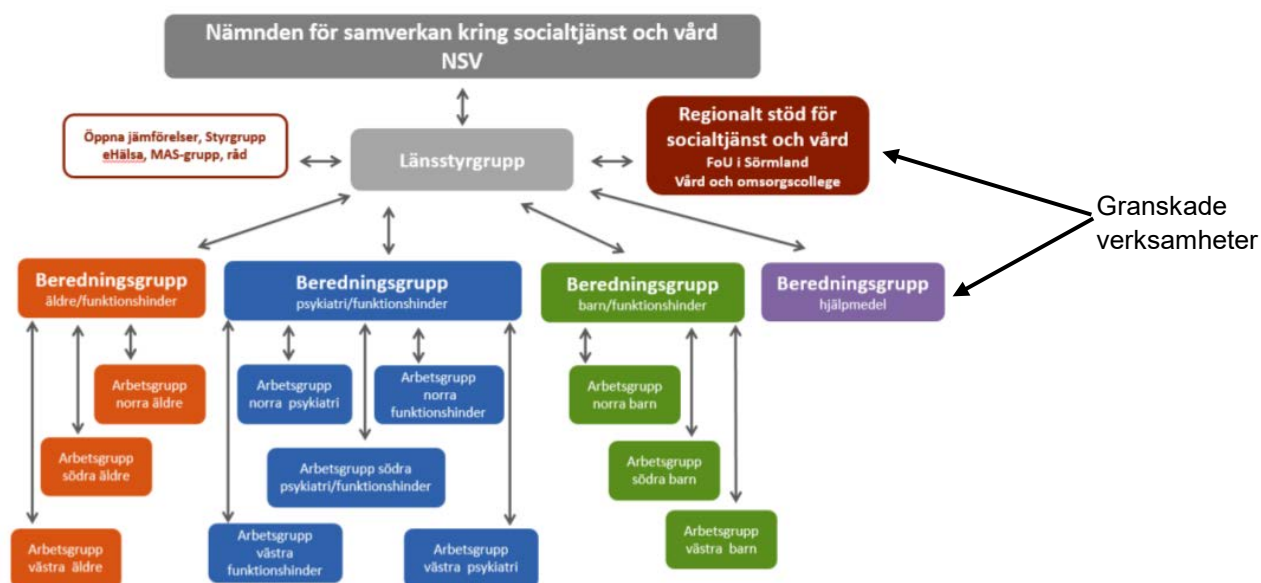 Nämnden för samverkan kring socialtjänst och vård
NSV
Öppna jämförelser, Styrgrupp
eHälsa, MAS-grupp, råd
Länsstyrgrupp
Regionalt stöd för
socialtjänst och vård
FoU i Sörmland
Vård och omsorgscollege
Granskade
verksamheter
Beredningsgrupp
äldre/funktionshinder
Beredningsgrupp
psykiatri/funktionshinder
Beredningsgrupp
barn/funktionshinder
Beredningsgrupp
hjälpmedel
Arbetsgrupp
norra äldre
Arbetsgrupp
norra psykiatri
Arbetsgrupp
norra
funktionshinder
Arbetsgrupp
norra barn
Arbetsgrupp
södra äldre
Arbetsgrupp södra
psykiatri/funktionshinder
Arbetsgrupp
södra barn
Arbetsgrupp
västra äldre
Arbetsgrupp
västra
funktionshinder
Arbetsgrupp
västra psykiatri
Arbetsgrupp
västra barn